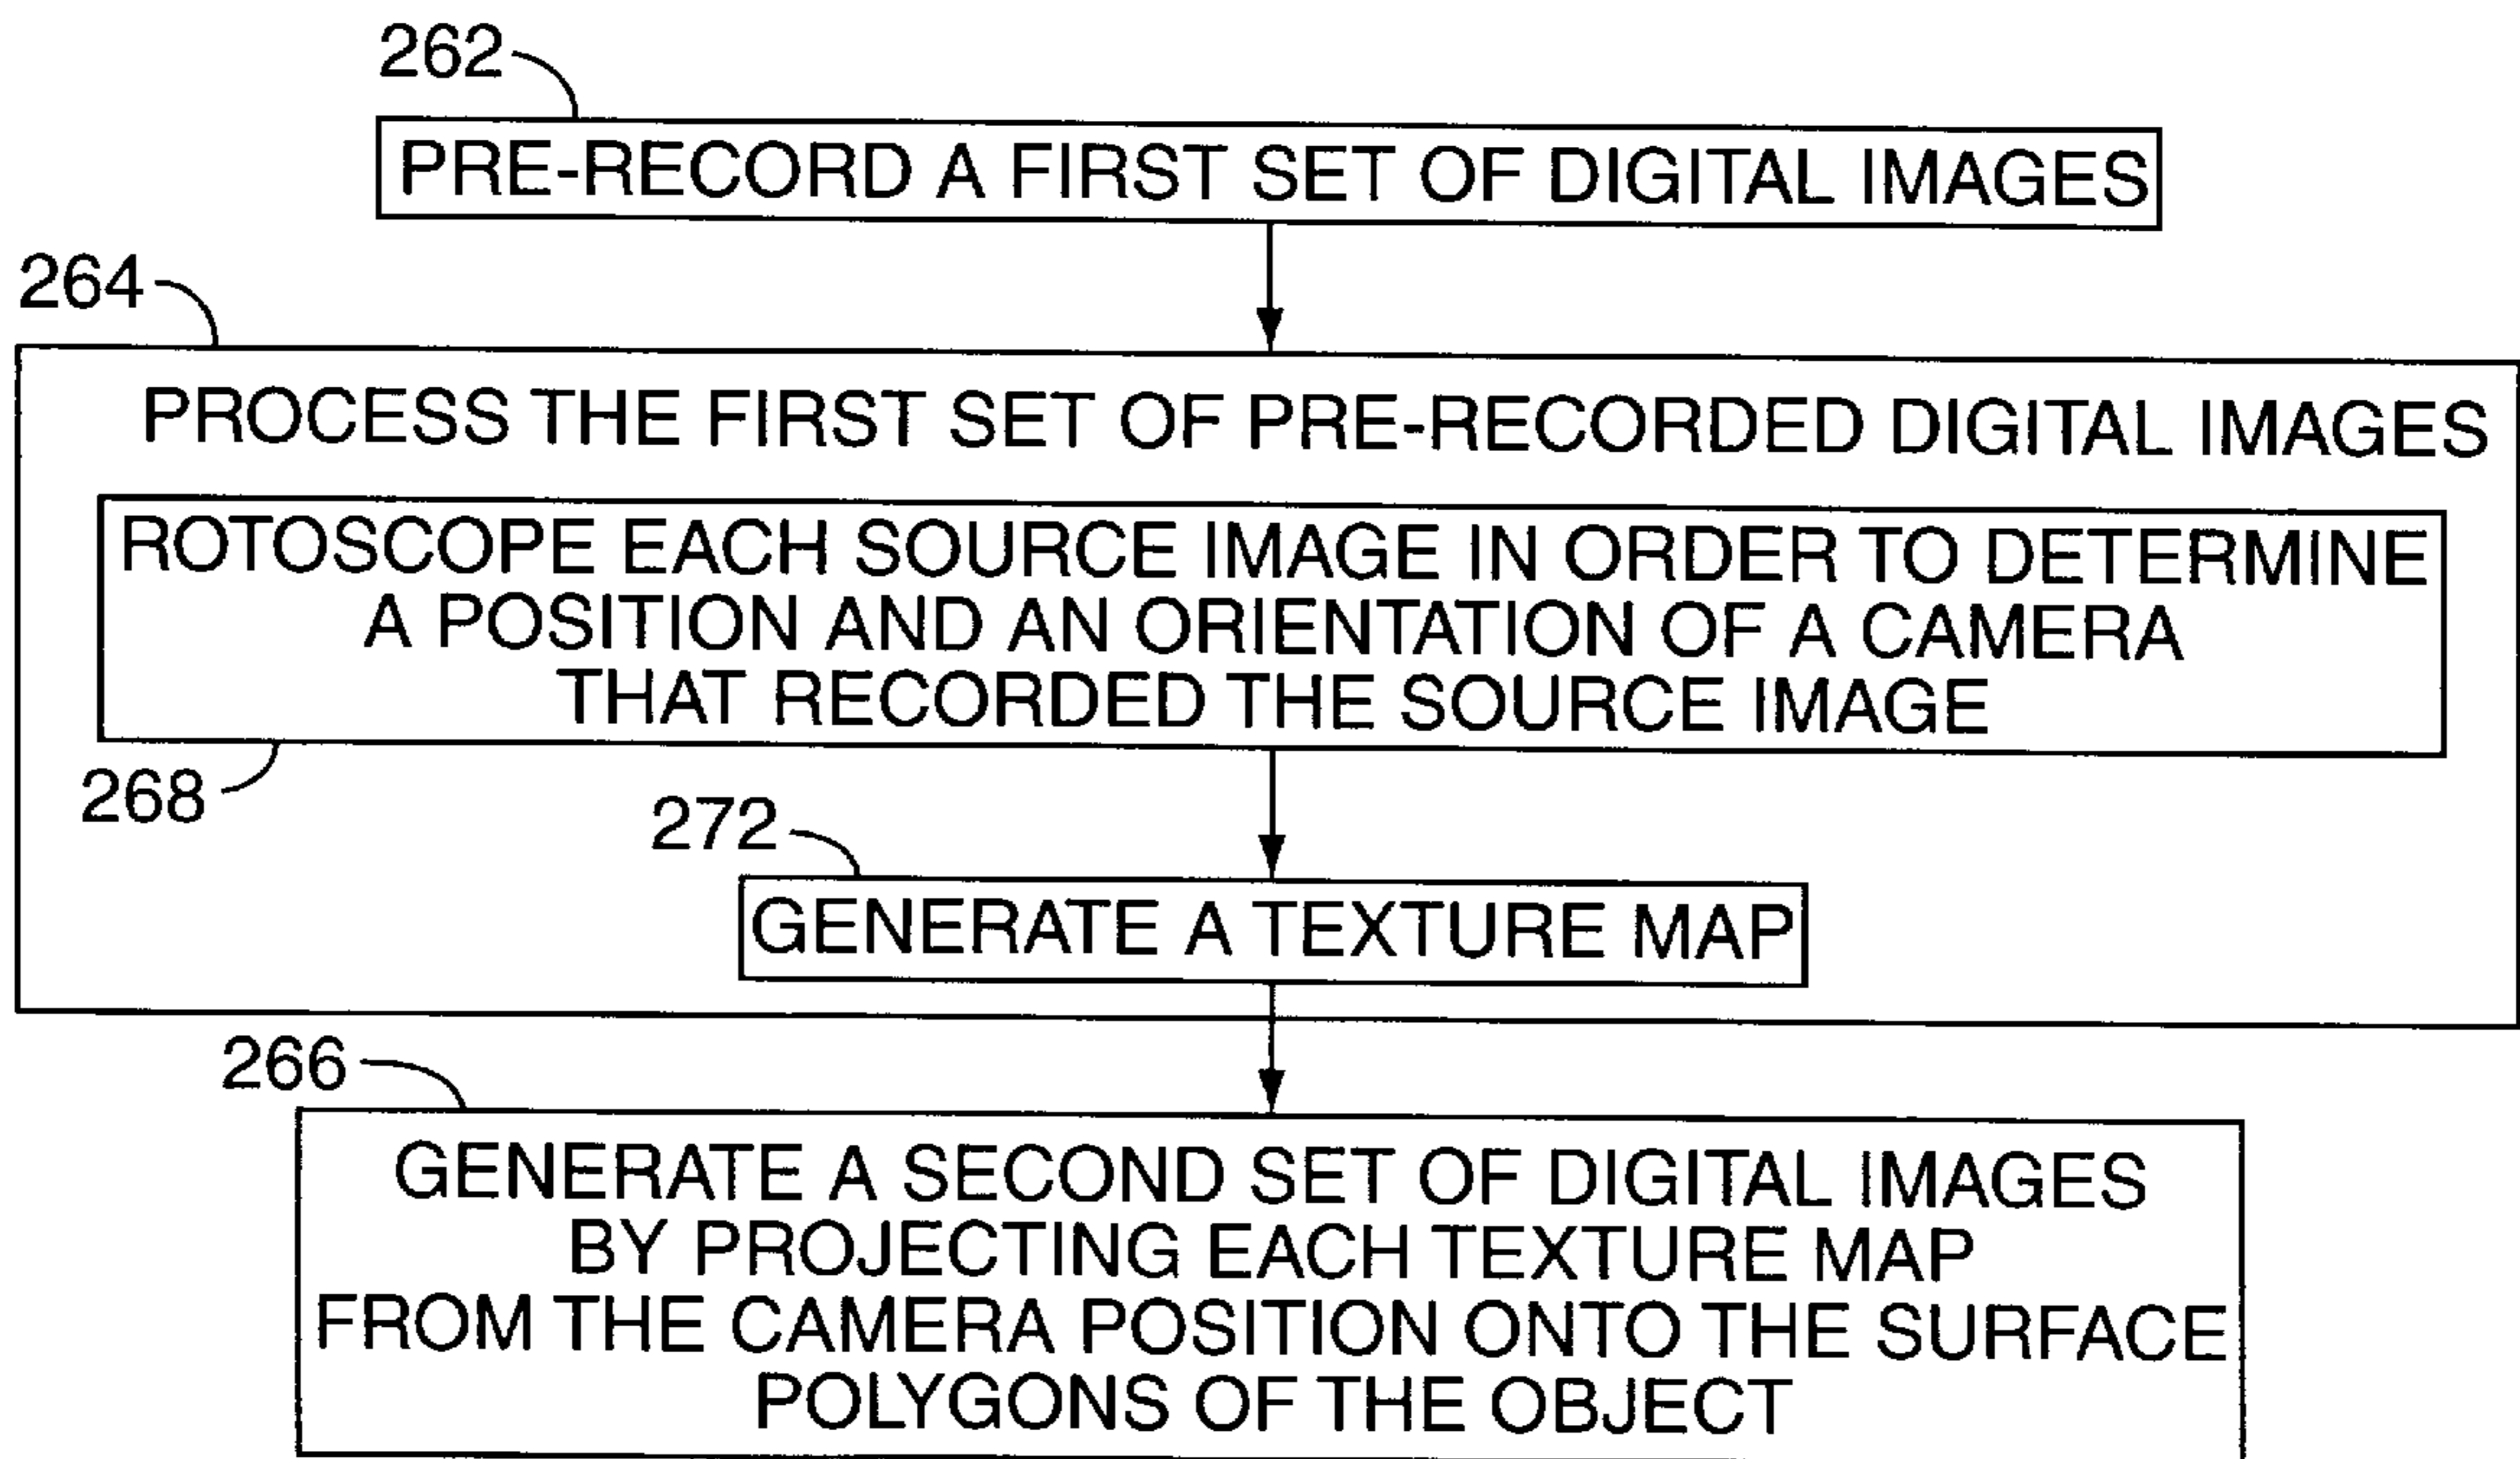 262
PRE-RECORD A FIRST SET OF DIGITAL IMAGES
264
PROCESS THE FIRST SET OF PRE-RECORDED DIGITAL IMAGES
ROTOSCOPE EACH SOURCE IMAGE IN ORDER TO DETERMINE
A POSITION AND AN ORIENTATION OF A CAMERA
THAT RECORDED THE SOURCE IMAGE
268
272
GENERATE A TEXTURE MAP
266
GENERATE A SECOND SET OF DIGITAL IMAGES
BY PROJECTING EACH TEXTURE MAP
FROM THE CAMERA POSITION ONTO THE SURFACE
POLYGONS OF THE OBJECT